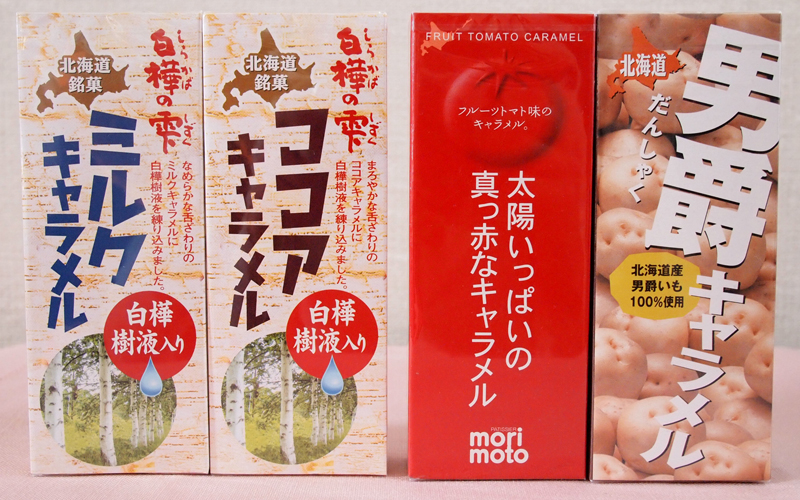 北海道
銘菓
白樺の雫
しらかば
しずく
ミルク
キャラメル
なめらかな舌ざわりの
ミルクキャラメルに
白樺樹液を練り込みました。
白樺
樹液入り
北海道
銘菓
白樺の雫
しらかば
しずく
ココア
キャラメル
まろやかな舌ざわりの
ココアキャラメルに
白樺樹液を練り込みました。
白樺
樹液入り
FRUIT TOMATO CARAMEL
フルーツトマト味の
キャラメル。
太陽いっぱいの
真っ赤なキャラメル
PATISSIER
mori
moto
北海道
男爵キャラメル
だんしゃく
北海道産
男爵いも
100%使用